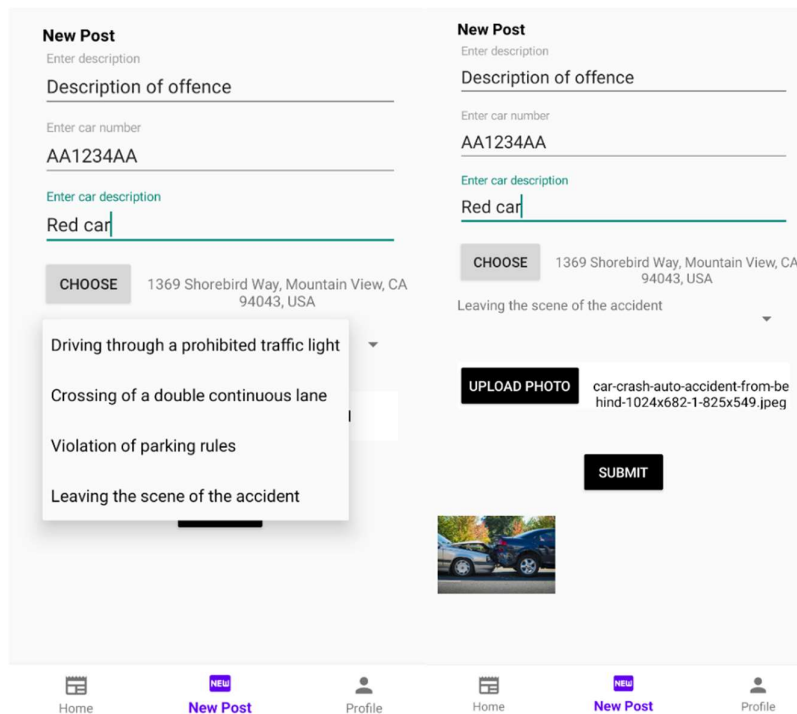 New Post
Enter description
Description of offence
Enter car number
AA1234AA
Enter car description
Red car
CHOOSE
1369 Shorebird Way, Mountain View, CA
94043, USA
Driving through a prohibited traffic light
Crossing of a double continuous lane
Violation of parking rules
Leaving the scene of the accident
Home
New Post
Profile
New Post
Enter description
Description of offence
Enter car number
AA1234AA
Enter car description
Red car
CHOOSE
1369 Shorebird Way, Mountain View, CA
94043, USA
Leaving the scene of the accident
UPLOAD PHOTO
car-crash-auto-accident-from-be
hind-1024x682-1-825x549.jpeg
SUBMIT
NEW
Home
New Post
Profile